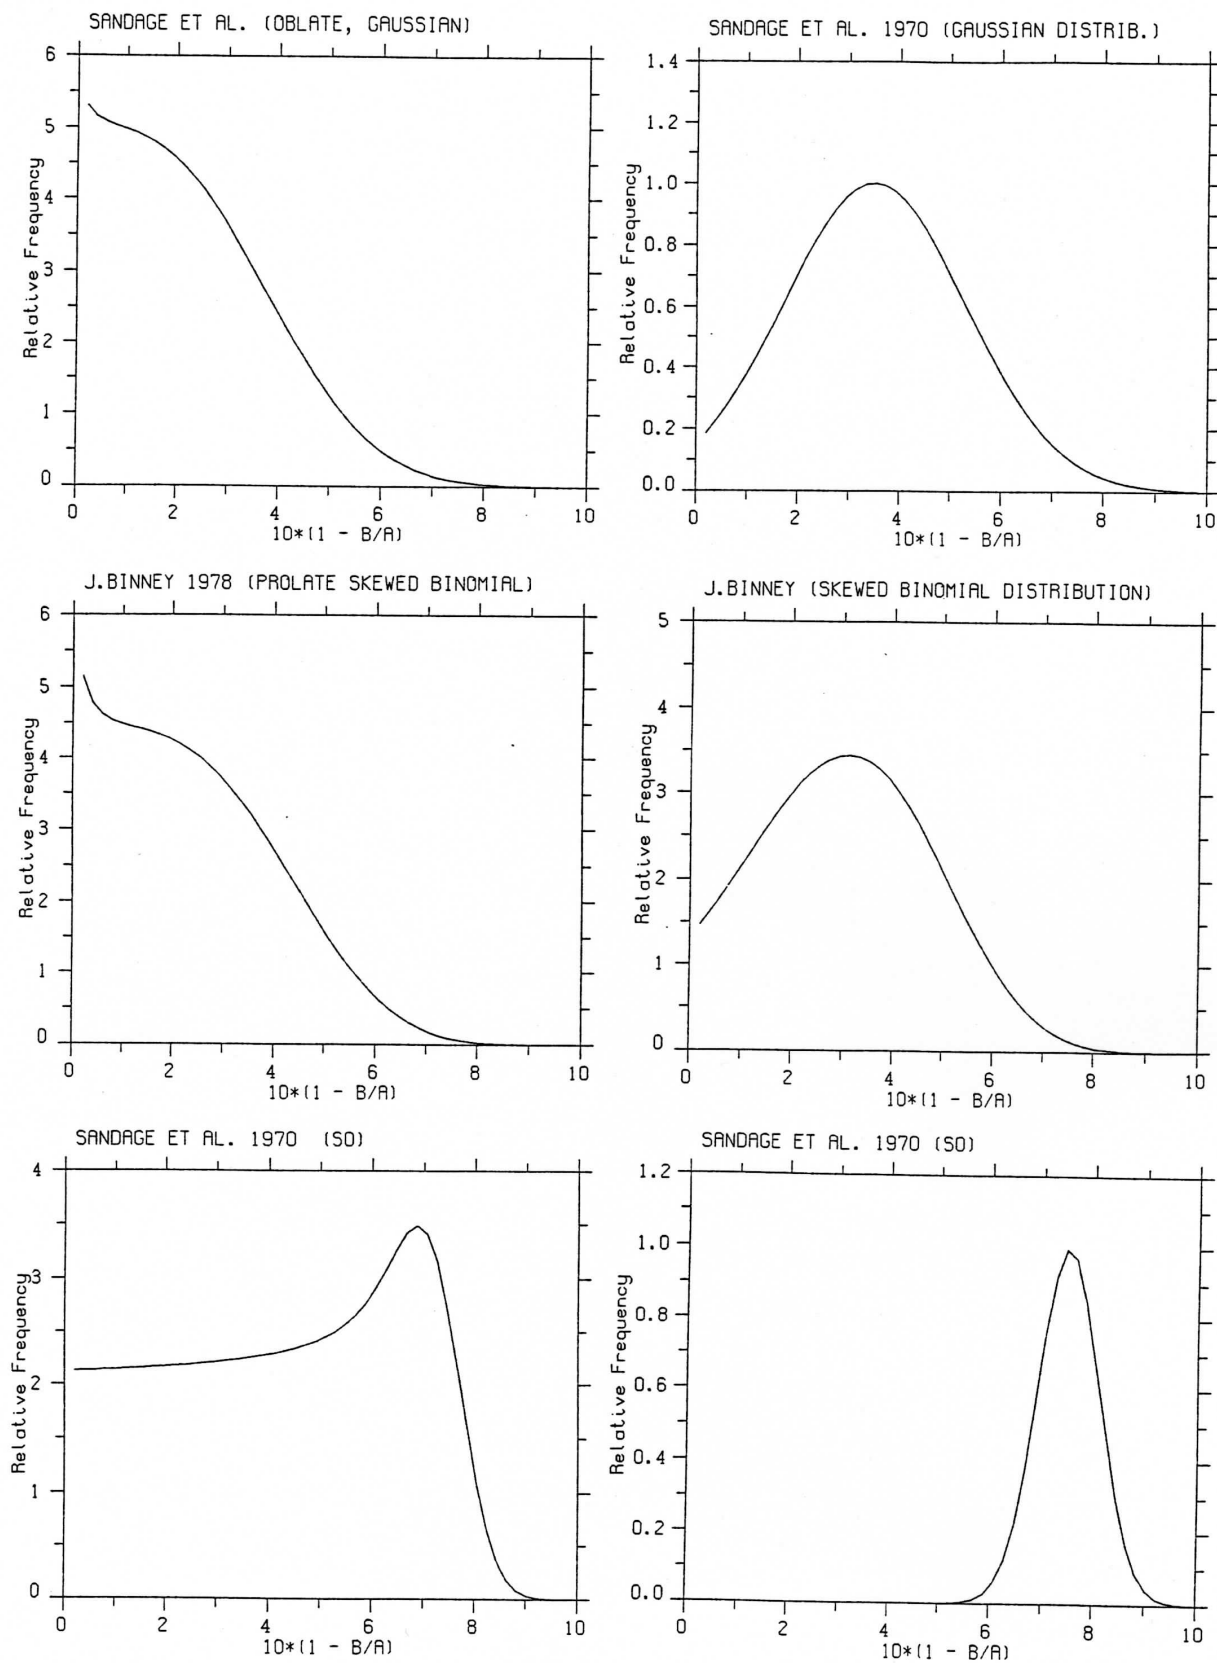 SANDAGE ET AL. (OBLATE, GAUSSIAN)
6
5
4
3
2
1
0
Relative Frequency
0 2 4 6 8 10
10*(1 - B/A)
SANDAGE ET AL. 1970 (GAUSSIAN DISTRIB.)
1.4
1.2
1.0
0.8
0.6
0.4
0.2
0.0
Relative Frequency
0 2 4 6 8 10
10*(1 - B/A)
J.BINNEY 1978 (PROLATE SKEWED BINOMIAL)
6
5
4
3
2
1
0
Relative Frequency
0 2 4 6 8 10
10*(1 - B/A)
J.BINNEY (SKEWED BINOMIAL DISTRIBUTION)
5
4
3
2
1
0
Relative Frequency
0 2 4 6 8 10
10*(1 - B/A)
SANDAGE ET AL. 1970 (SO)
4
3
2
1
0
Relative Frequency
0 2 4 6 8 10
10*(1 - B/A)
SANDAGE ET AL. 1970 (SO)
1.2
1.0
0.8
0.6
0.4
0.2
0.0
Relative Frequency
0 2 4 6 8 10
10*(1 - B/A)